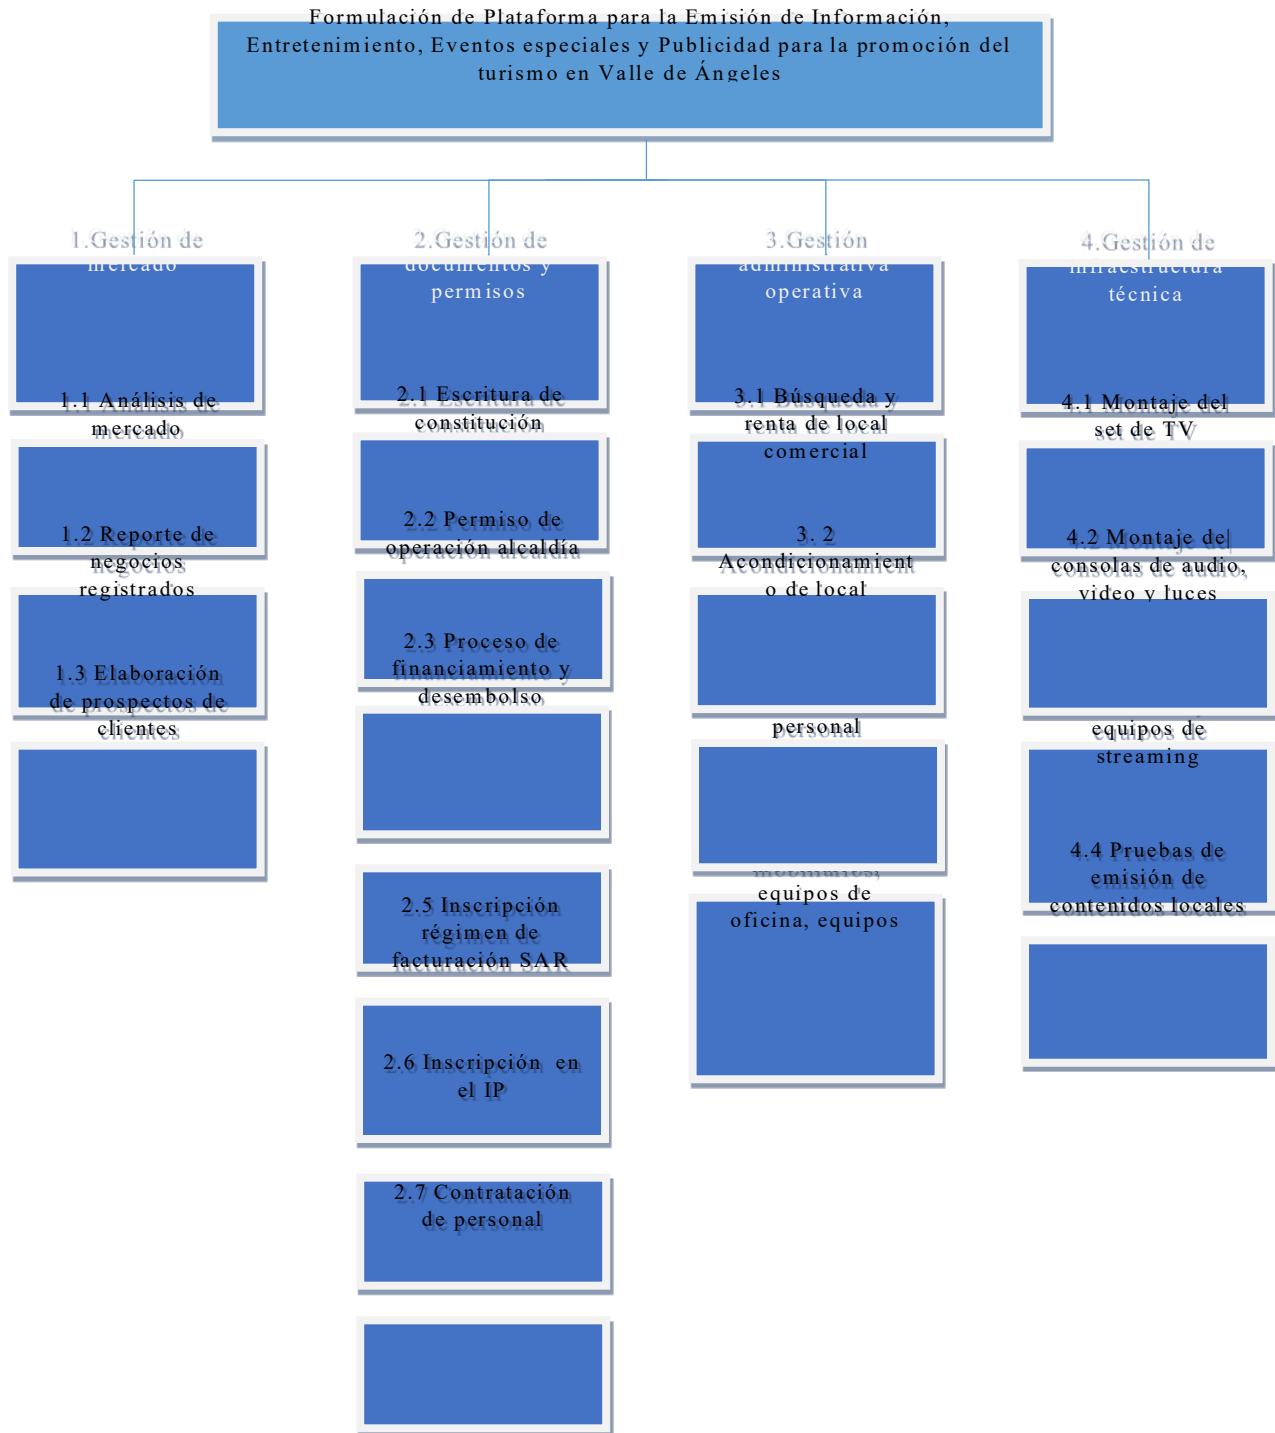 Formulación de Plataforma para la Emisión de Información,
Entretenimiento, Eventos especiales y Publicidad para la promoción del
turismo en Valle de Ángeles
1.Gestión de
mercado
1.1 Análisis de
mercado
1.2 Reporte de
negocios
registrados
1.3 Elaboración
de prospectos de
clientes
2.Gestión de
documentos y
permisos
2.1 Escritura de
constitución
2.2 Permiso de
operación alcaldía
2.3 Proceso de
financiamiento y
desembolso
2.5 Inscripción
régimen de
facturación SAR
2.6 Inscripción en
el IP
2.7 Contratación
de personal
3.Gestión
administrativa
operativa
3.1 Búsqueda y
renta de local
comercial
3. 2
Acondicionamient
o de local
personal
mobiliarios,
equipos de
oficina, equipos
4.Gestión de
infraestructura
técnica
4.1 Montaje del
set de TV
4.2 Montaje de
consolas de audio,
video y luces
equipos de
streaming
4.4 Pruebas de
emisión de
contenidos locales